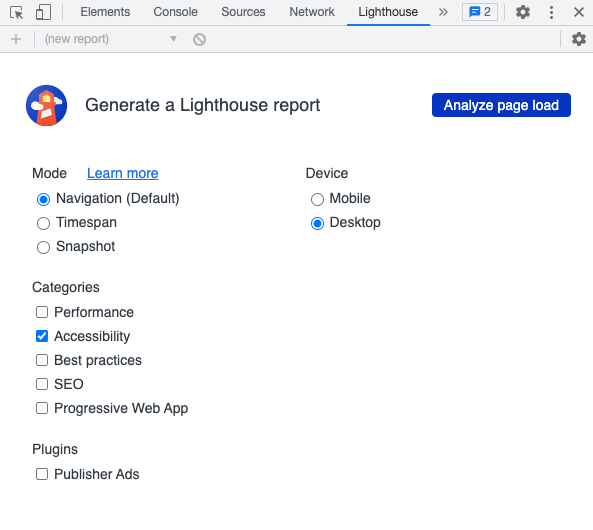 Elements Console Sources Network Lighthouse » 2
(new report)
Generate a Lighthouse report Analyze page load
Mode Learn more Device
Navigation (Default) Mobile
Timespan Desktop
Snapshot
Categories
Performance
Accessibility
Best practices
SEO
Progressive Web App
Plugins
Publisher Ads